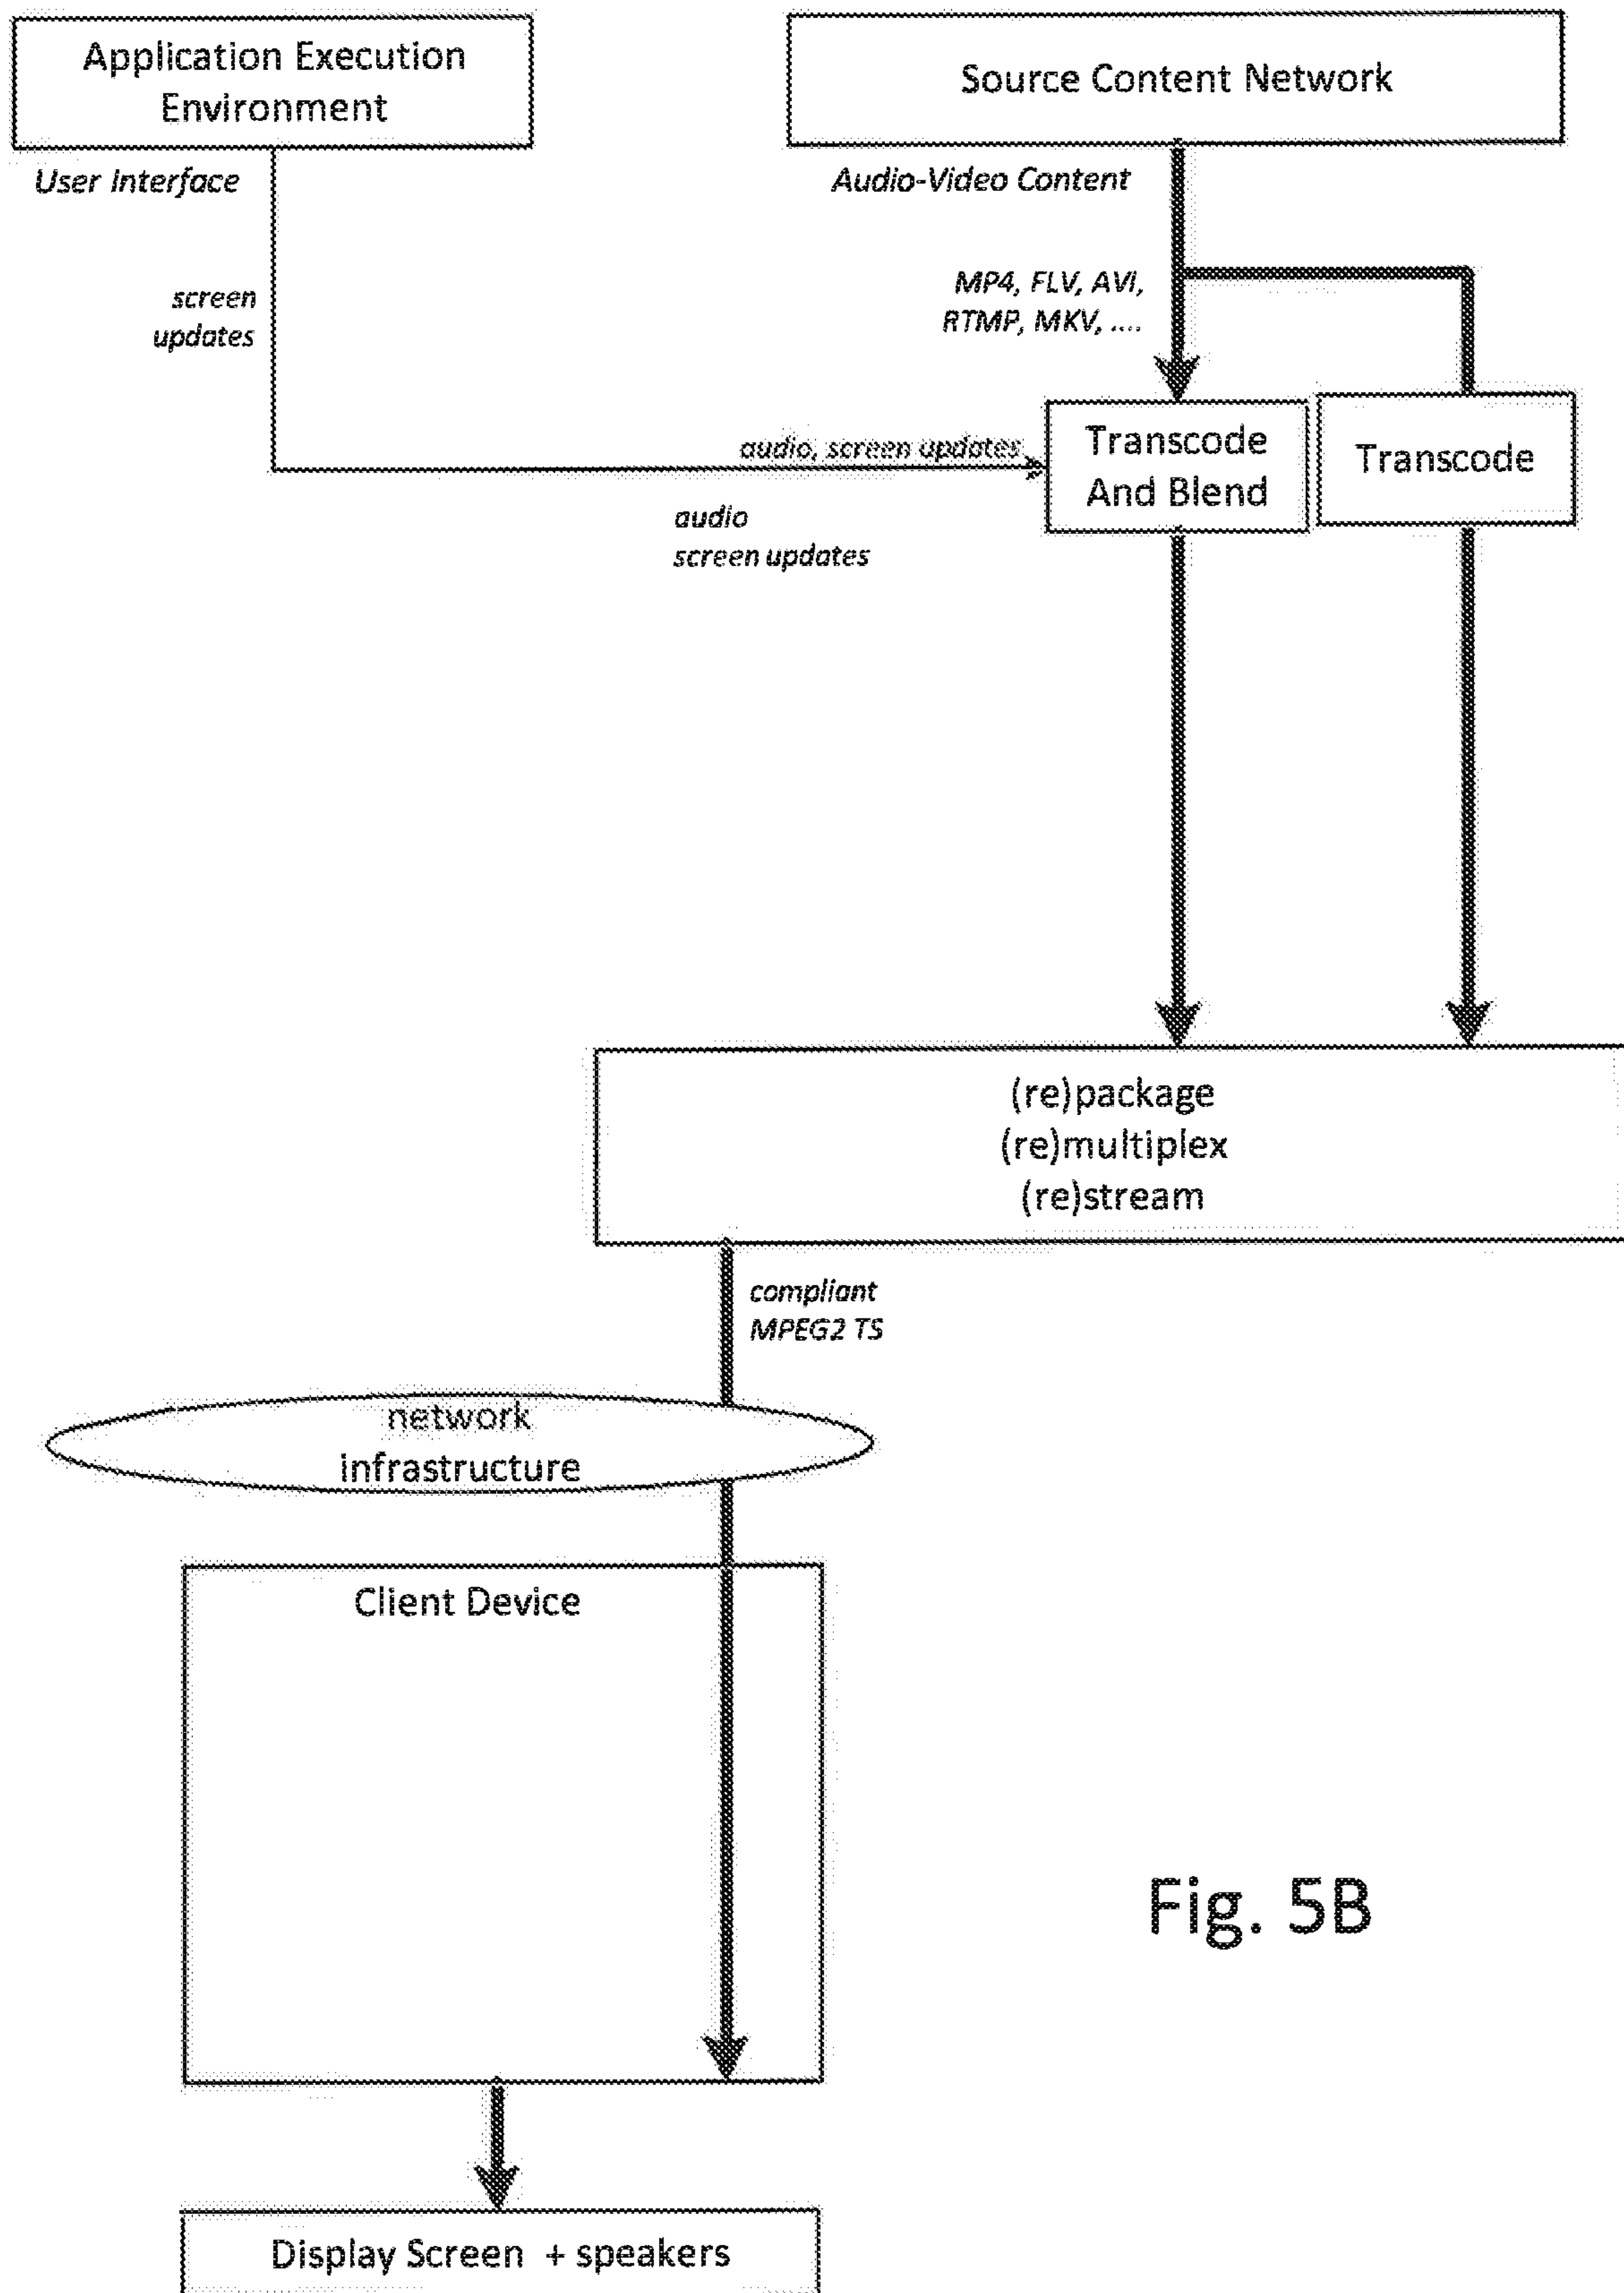 Application Execution
Environment
Source Content Network
User Interface
Audio-Video Content
screen
updates
MP4, FLV, AVI,
RTMP, MKV, ....
audio, screen updates
Transcode
And Blend
Transcode
audio
screen updates
(re)package
(re)multiplex
(re)stream
compliant
MPEG2 TS
network
infrastructure
Client Device
Fig. 5B
Display Screen + speakers